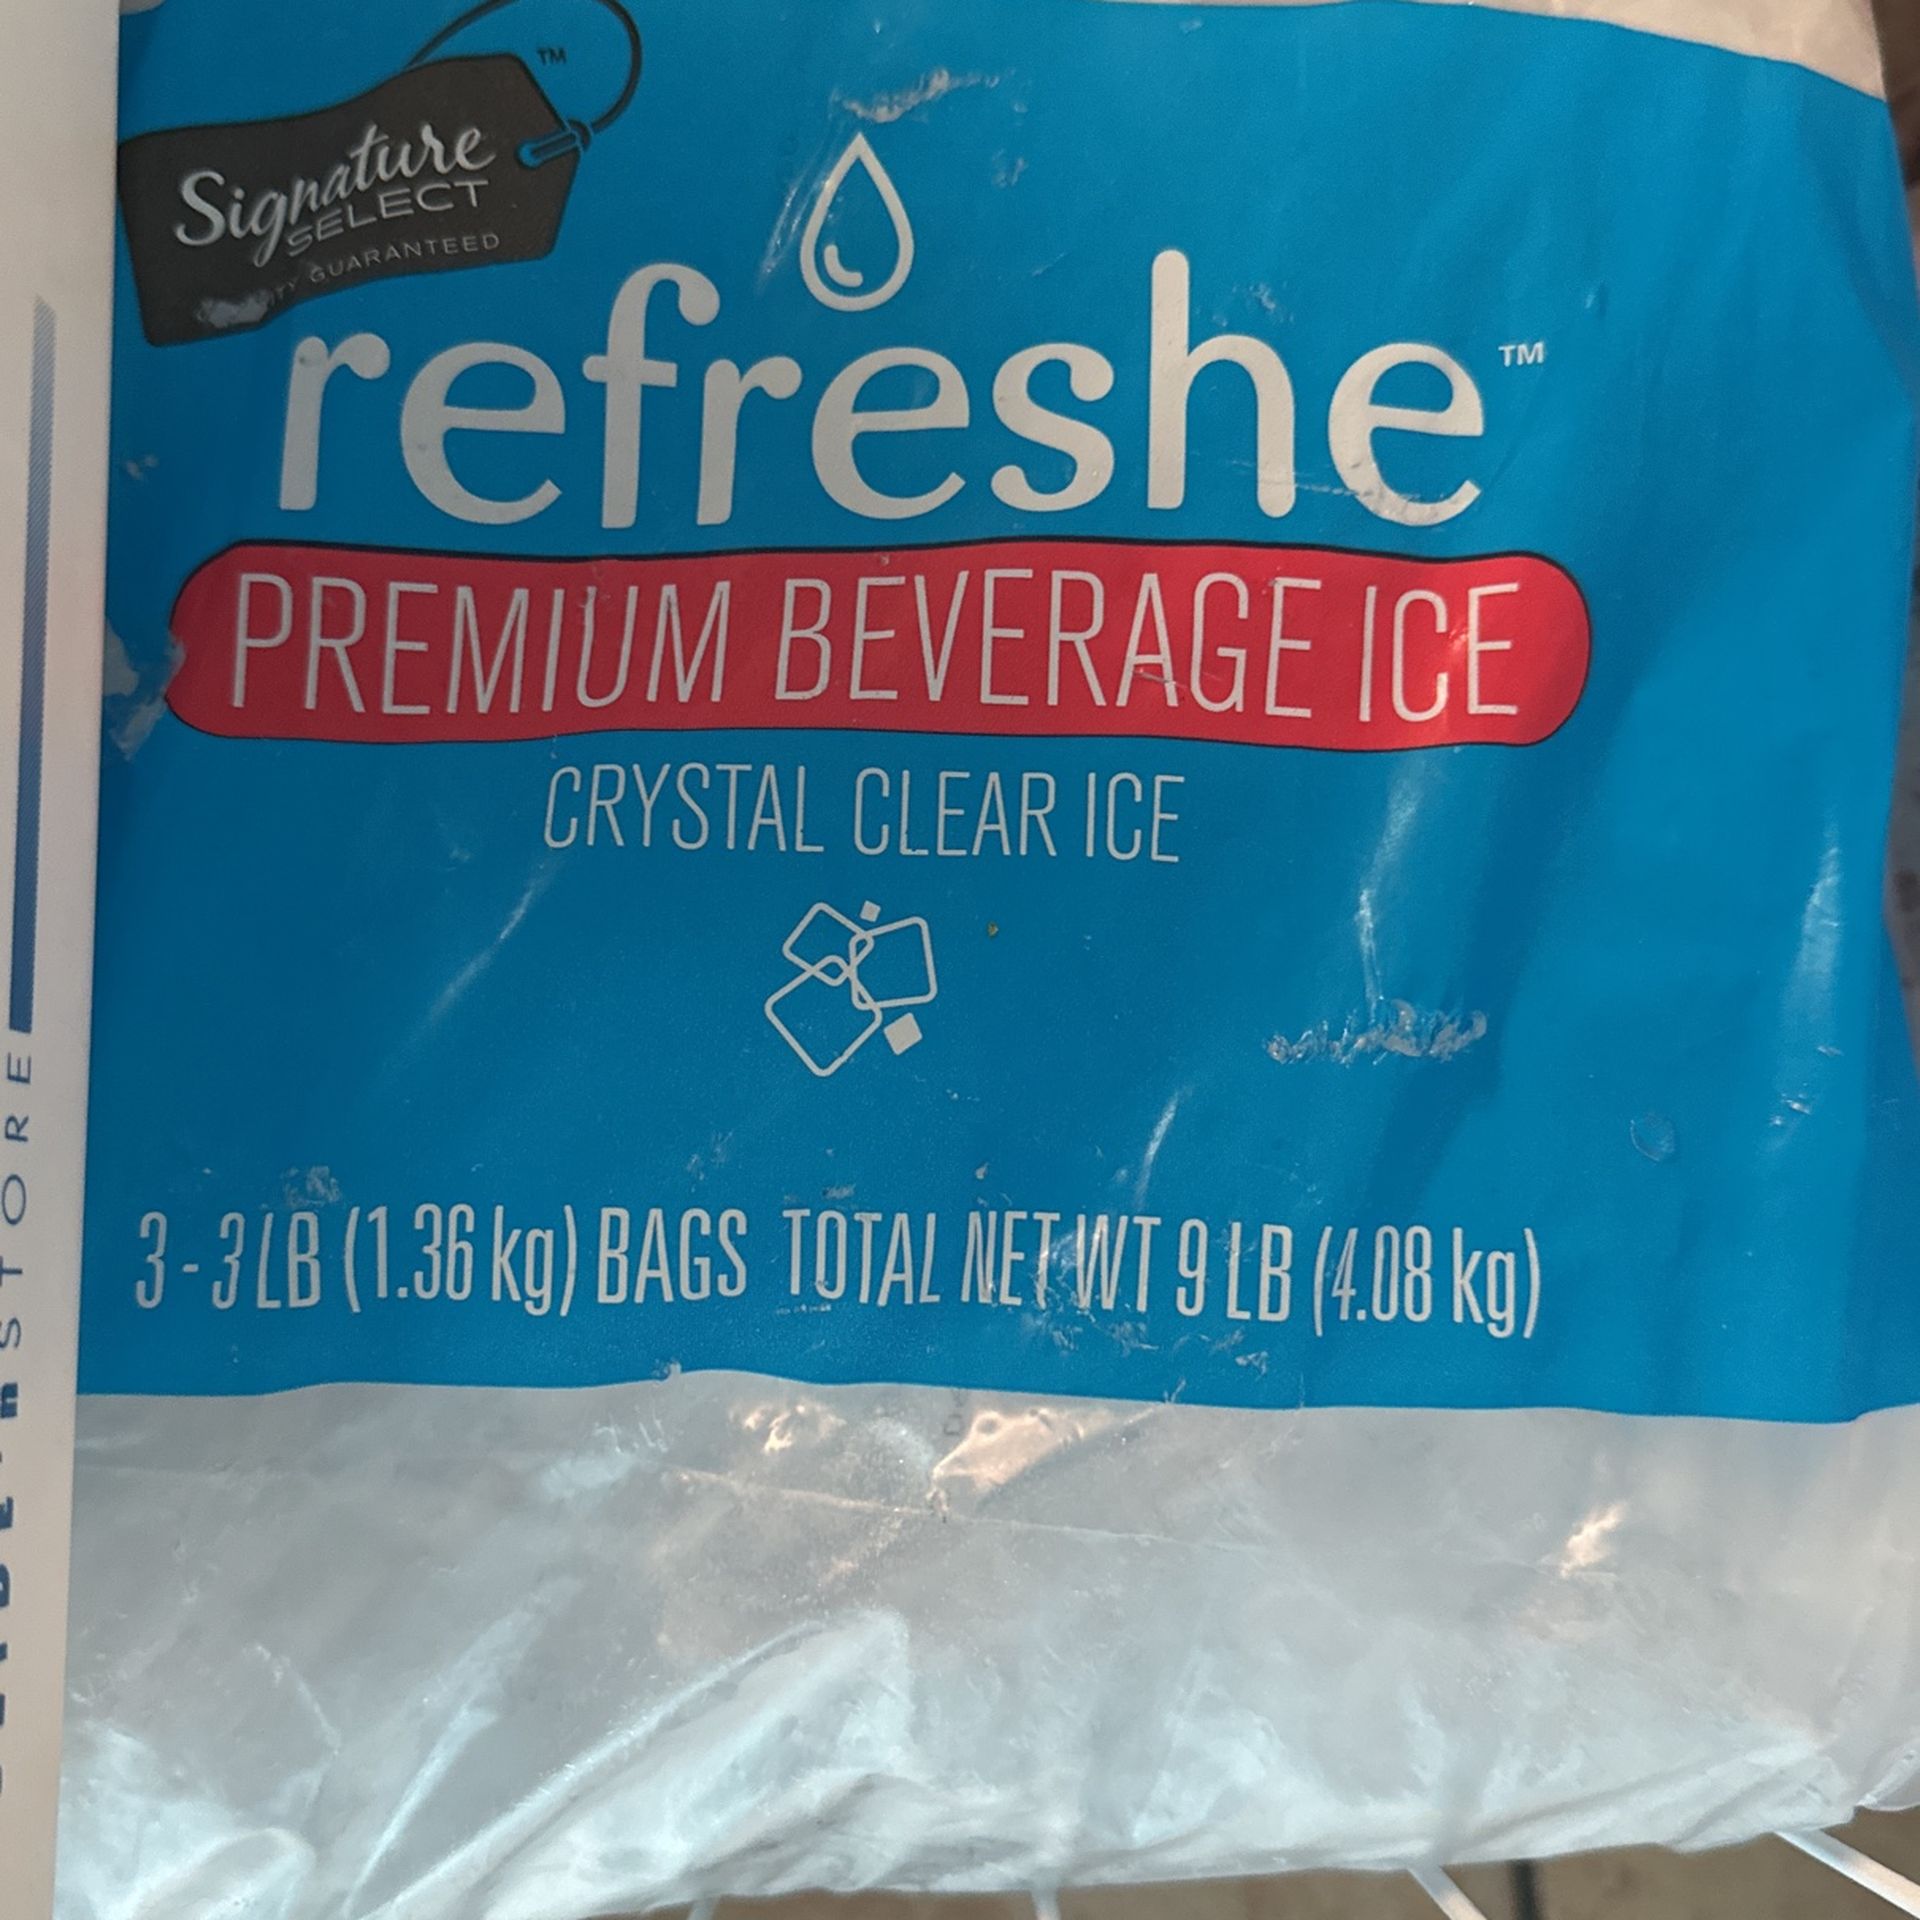 Signature
SELECT
GUARANTEED
refreshe™
PREMIUM BEVERAGE ICE
CRYSTAL CLEAR ICE
3-3 LB (1.36 kg) BAGS TOTAL NET WT 9 LB (4.08 kg)
STORE